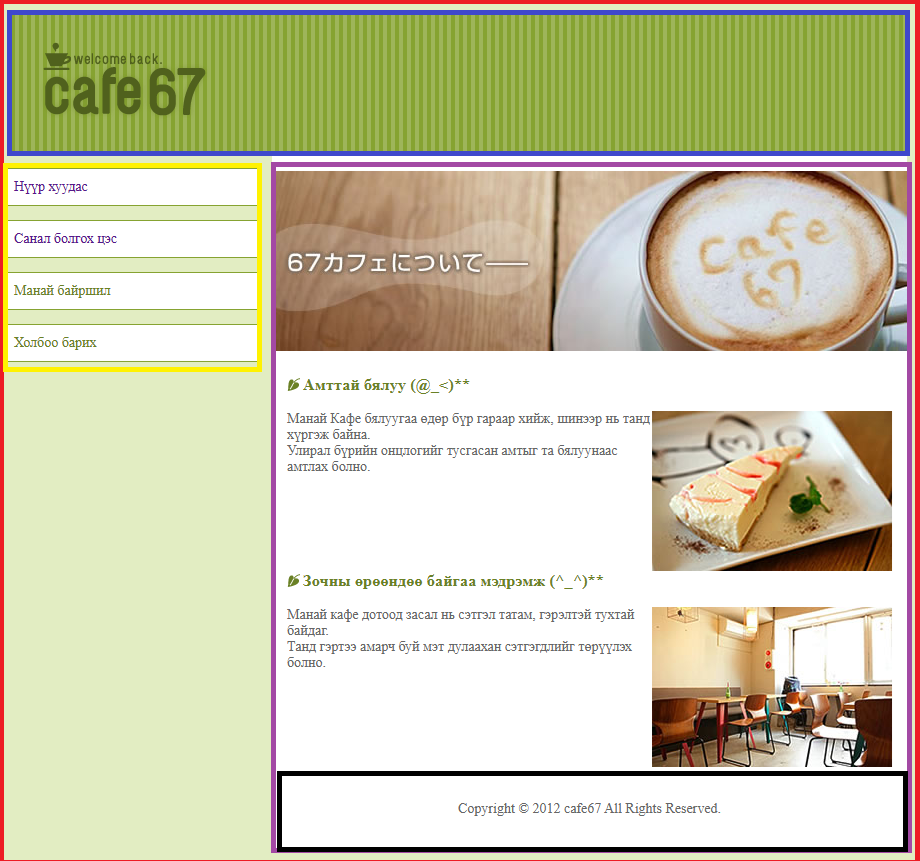 welcome back.
cafe 67
Нүүр хуудас
Санал болгох цэс
Манай байршил
Холбоо барих
67カフェについて——
Cafe
67
Амттай бялуу (@_<)**
Манай Кафе бялуугаа өдөр бүр гараар хийж, шинээр нь танд
хүргэж байна.
Улирал бүрийн онцлогийг тусгасан амтыг та бялуунаас
амтлах болно.
Зочны өрөөндөө байгаа мэдрэмж (^_^)**
Манай кафе дотоод засал нь сэтгэл татам, гэрэлтэй тухтай
байдаг.
Танд гэртээ амарч буй мэт дулаахан сэтгэгдлийг төрүүлэх
болно.
Copyright © 2012 cafe67 All Rights Reserved.